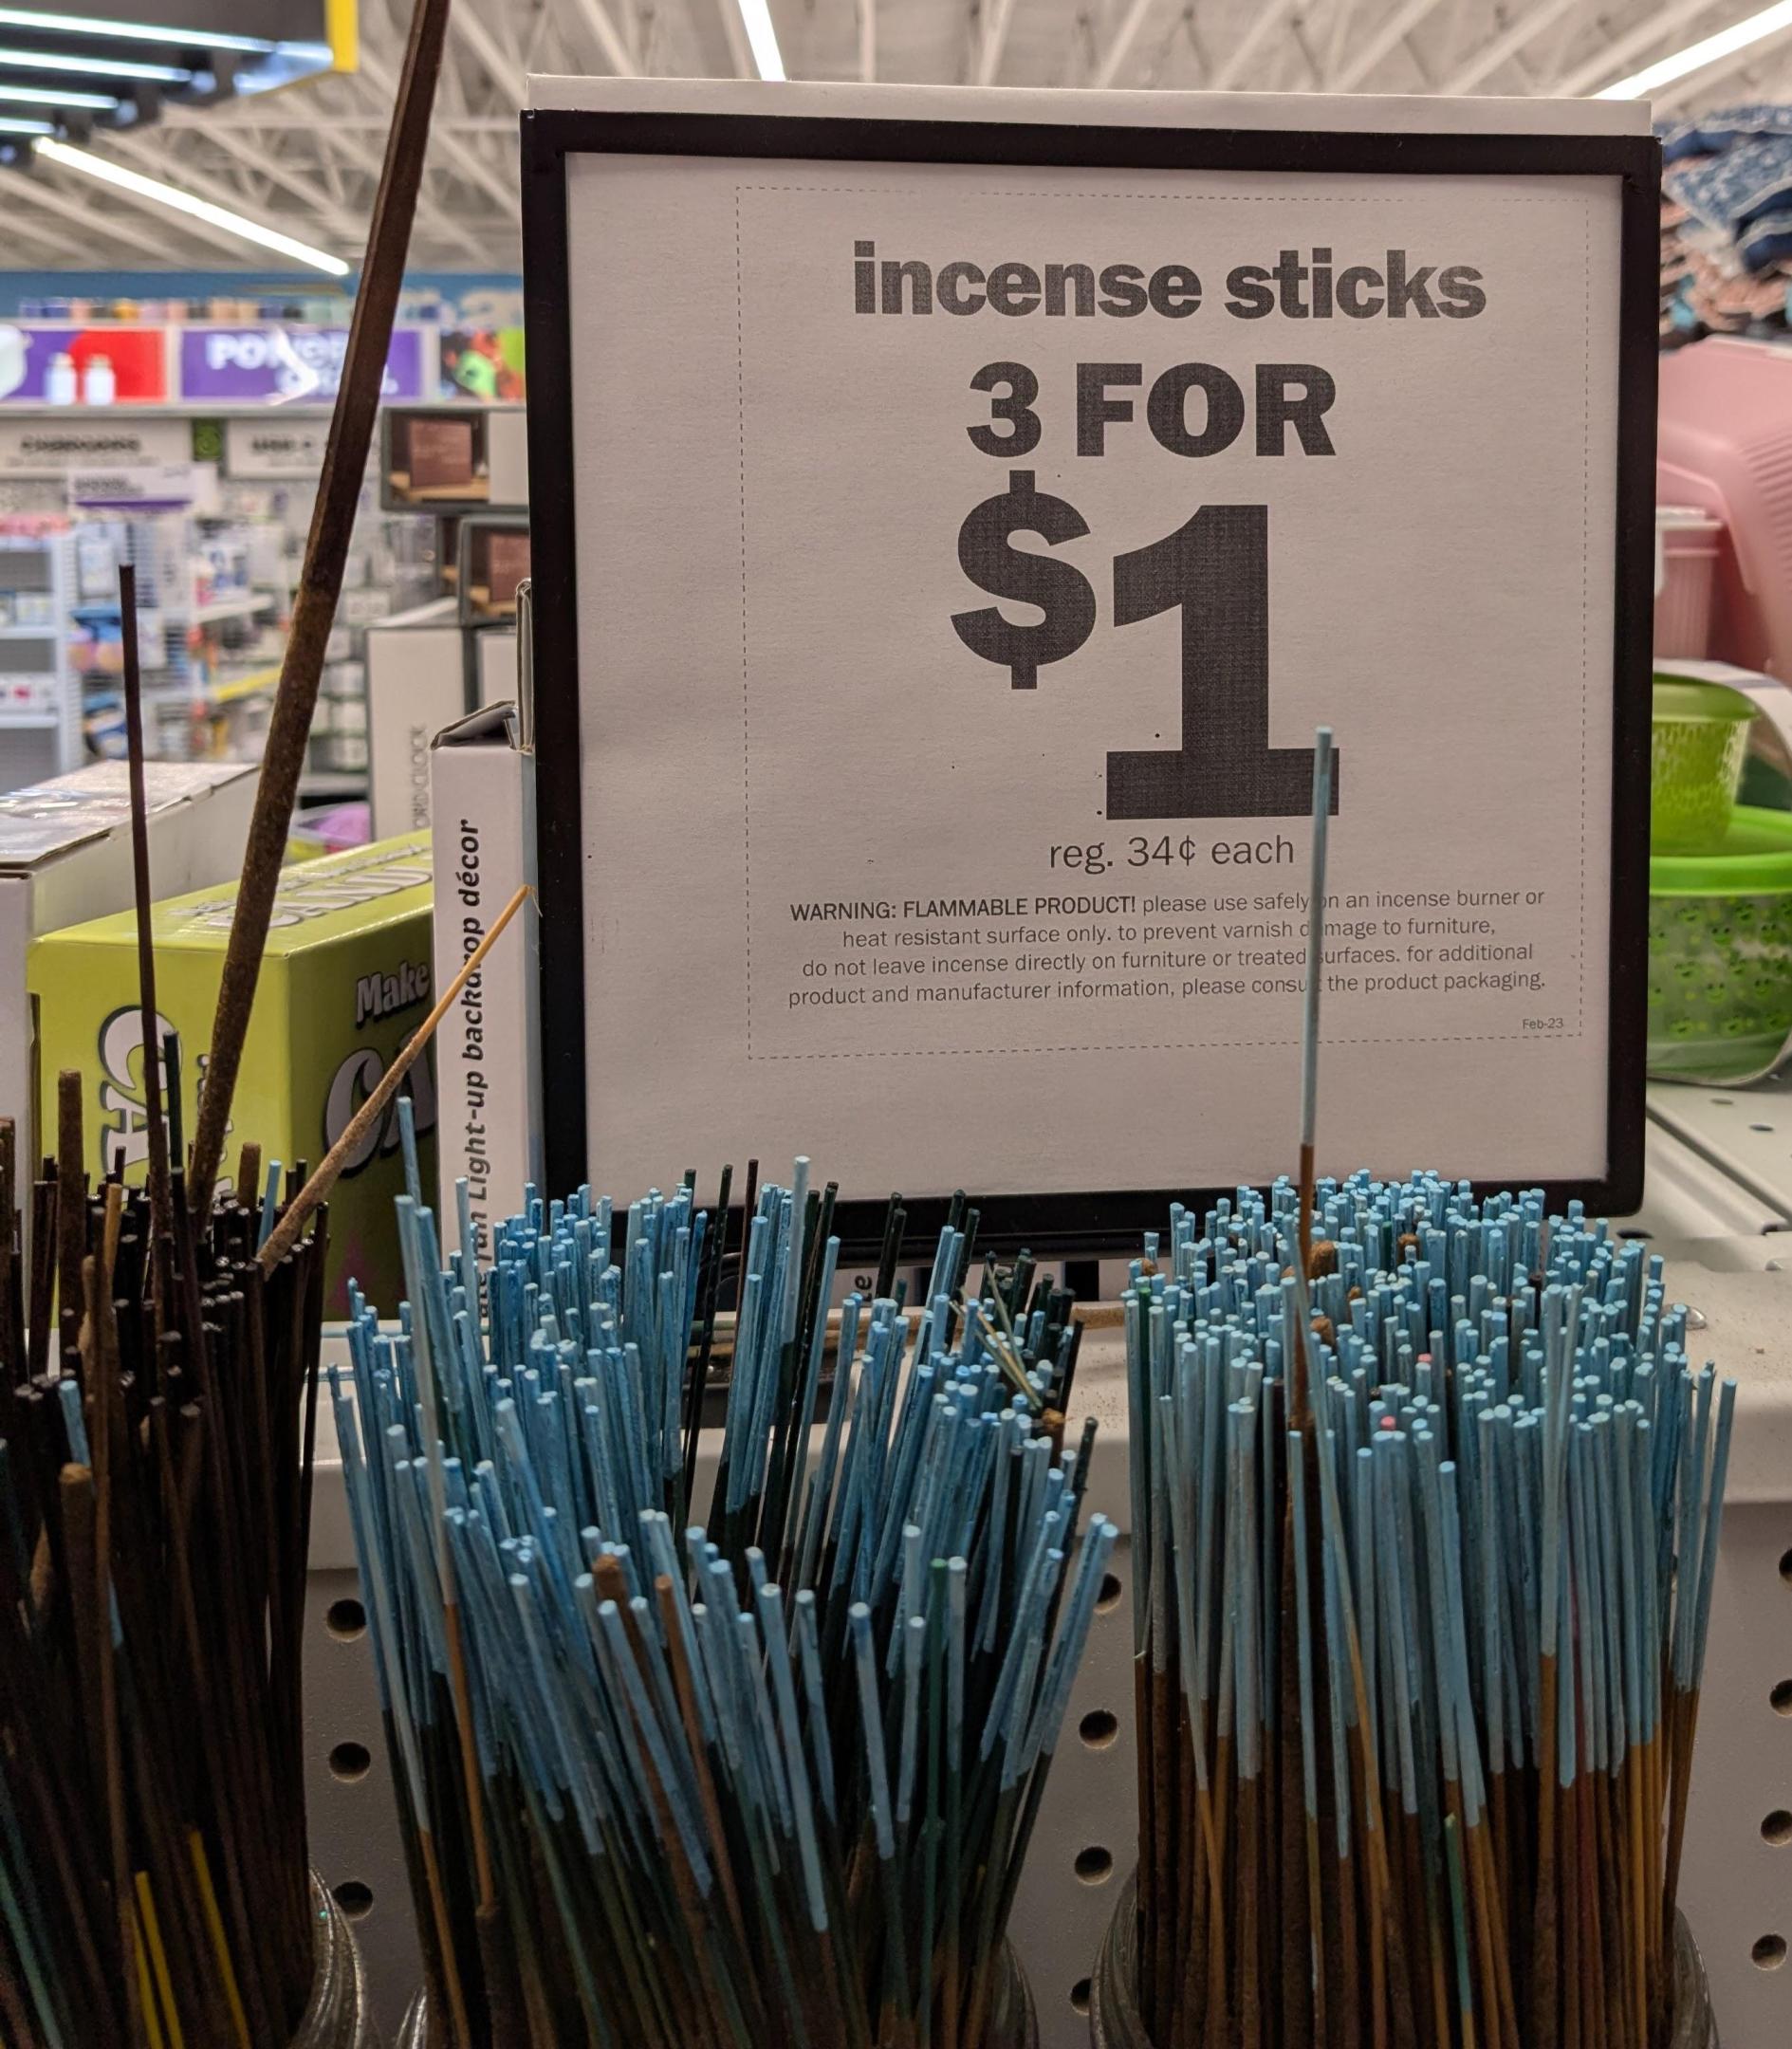 incense sticks
3 FOR
$1
reg. 34¢ each
WARNING: FLAMMABLE PRODUCT! please use safely on an incense burner or
heat resistant surface only. to prevent varnish damage to furniture,
do not leave incense directly on furniture or treated surfaces. for additional
product and manufacturer information, please consult the product packaging.
Feb-23
Light-up backdrop décor
Make
CA
CA